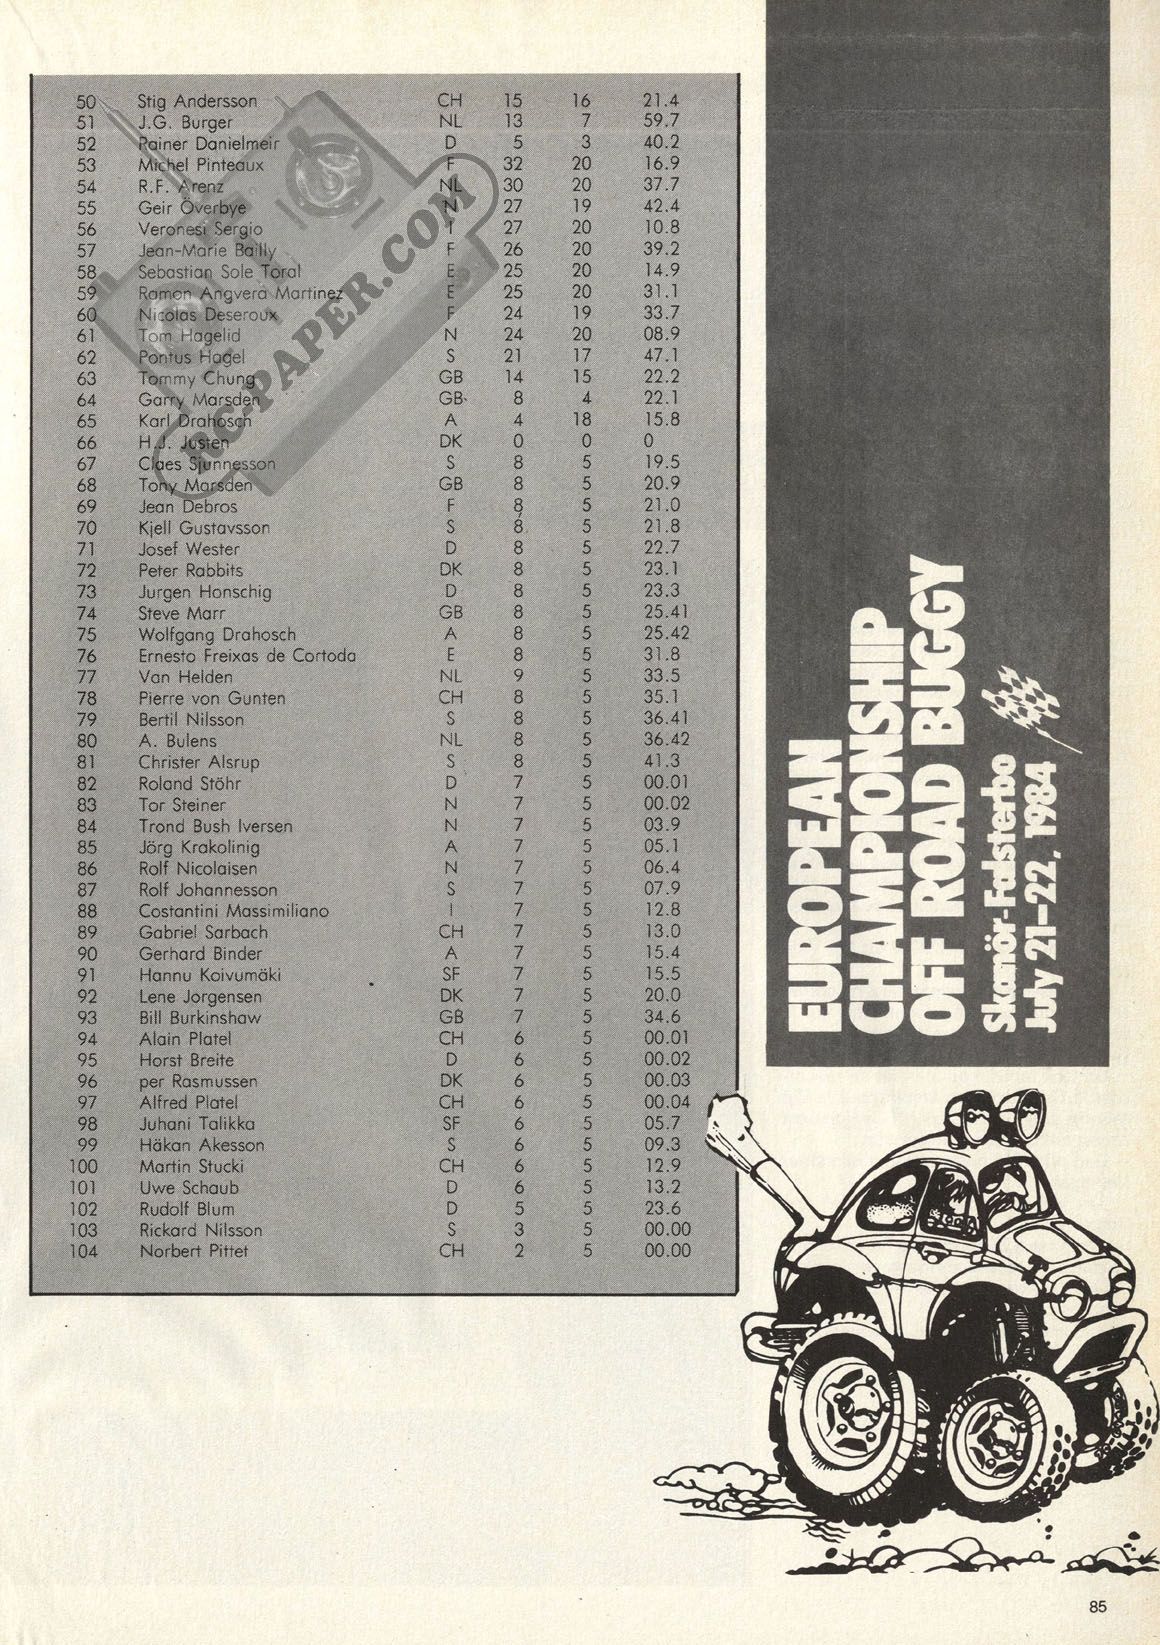 50 Stig Andersson CH 15 16 21.4
51 J.G. Burger NL 13 7 59.7
52 Rainer Danielmeir D 5 3 40.2
53 Michel Pinteaux F 32 20 16.9
54 R.F. Arenz NL 30 20 37.7
55 Geir Överbye N 27 19 42.4
56 Veronesi Sergio I 27 20 10.8
57 Jean-Marie Bailly F 26 20 39.2
58 Sebastian Sole Toral E 25 20 14.9
59 Ramon Angvera Martinez E 25 20 31.1
60 Nicolas Deseroux F 24 19 33.7
61 Tom Hagelid N 24 20 08.9
62 Pontus Hagel S 21 17 47.1
63 Tommy Chung GB 14 15 22.2
64 Garry Marsden GB 8 4 22.1
65 Karl Drahosch A 4 18 15.8
66 H.J. Justen DK 0 0 0
67 Claes Sjunnesson S 8 5 19.5
68 Tony Marsden GB 8 5 20.9
69 Jean Debros F 8 5 21.0
70 Kjell Gustavsson S 8 5 21.8
71 Josef Wester D 8 5 22.7
72 Peter Rabbits DK 8 5 23.1
73 Jurgen Honschig D 8 5 23.3
74 Steve Marr GB 8 5 25.41
75 Wolfgang Drahosch A 8 5 25.42
76 Ernesto Freixas de Cortoda E 8 5 31.8
77 Van Helden NL 9 5 33.5
78 Pierre von Gunten CH 8 5 35.1
79 Bertil Nilsson S 8 5 36.41
80 A. Bulens NL 8 5 36.42
81 Christer Alsrup S 8 5 41.3
82 Roland Stöhr D 7 5 00.01
83 Tor Steiner N 7 5 00.02
84 Trond Bush Iversen N 7 5 03.9
85 Jörg Krakolinig A 7 5 05.1
86 Rolf Nicolaisen N 7 5 06.4
87 Rolf Johannesson S 7 5 07.9
88 Costantini Massimiliano I 7 5 12.8
89 Gabriel Sarbach CH 7 5 13.0
90 Gerhard Binder A 7 5 15.4
91 Hannu Koivumäki SF 7 5 15.5
92 Lene Jorgensen DK 7 5 20.0
93 Bill Burkinshaw GB 7 5 34.6
94 Alain Platel CH 6 5 00.01
95 Horst Breite D 6 5 00.02
96 per Rasmussen DK 6 5 00.03
97 Alfred Platel CH 6 5 00.04
98 Juhani Talikka SF 6 5 05.7
99 Håkan Akesson S 6 5 09.3
100 Martin Stucki CH 6 5 12.9
101 Uwe Schaub D 6 5 13.2
102 Rudolf Blum D 5 5 23.6
103 Rickard Nilsson S 3 5 00.00
104 Norbert Pittet CH 2 5 00.00
RC-PAPER.COM
EUROPEAN
CHAMPIONSHIP
OFF ROAD BUGGY
Skanör-Falsterbo
July 21-22, 1984
85